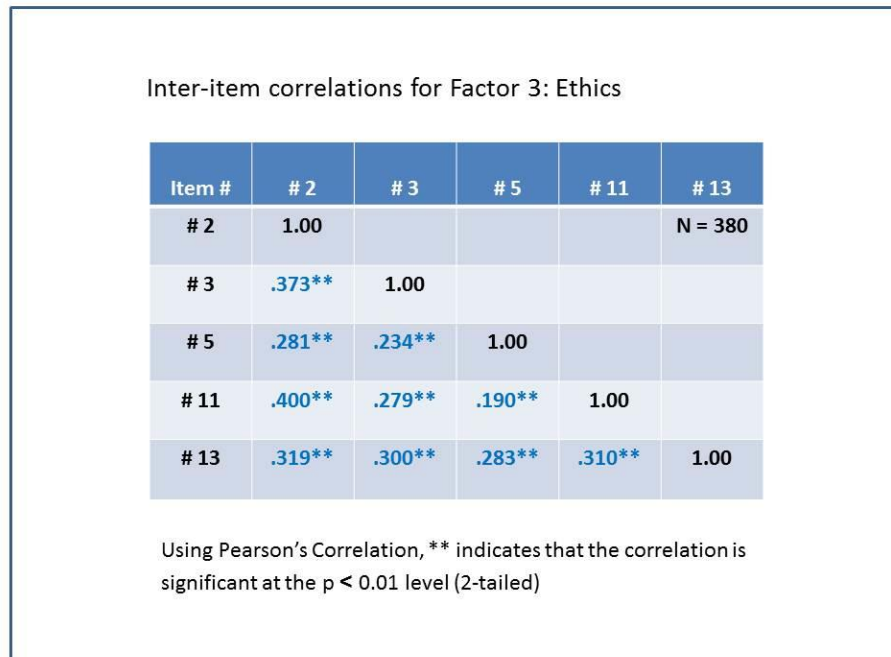 Inter-item correlations for Factor 3: Ethics
Item # # 2 # 3 # 5 # 11 # 13
# 2 1.00 N = 380
# 3 .373** 1.00
# 5 .281** .234** 1.00
# 11 .400** .279** .190** 1.00
# 13 .319** .300** .283** .310** 1.00
Using Pearson's Correlation, ** indicates that the correlation is
significant at the p < 0.01 level (2-tailed)